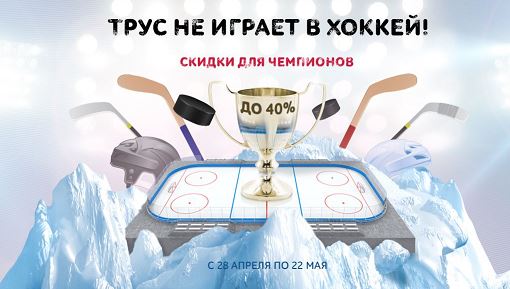 ТРУС НЕ ИГРАЕТ В ХОККЕЙ!
СКИДКИ ДЛЯ ЧЕМПИОНОВ
ДО 40%
С 28 АПРЕЛЯ ПО 22 МАЯ